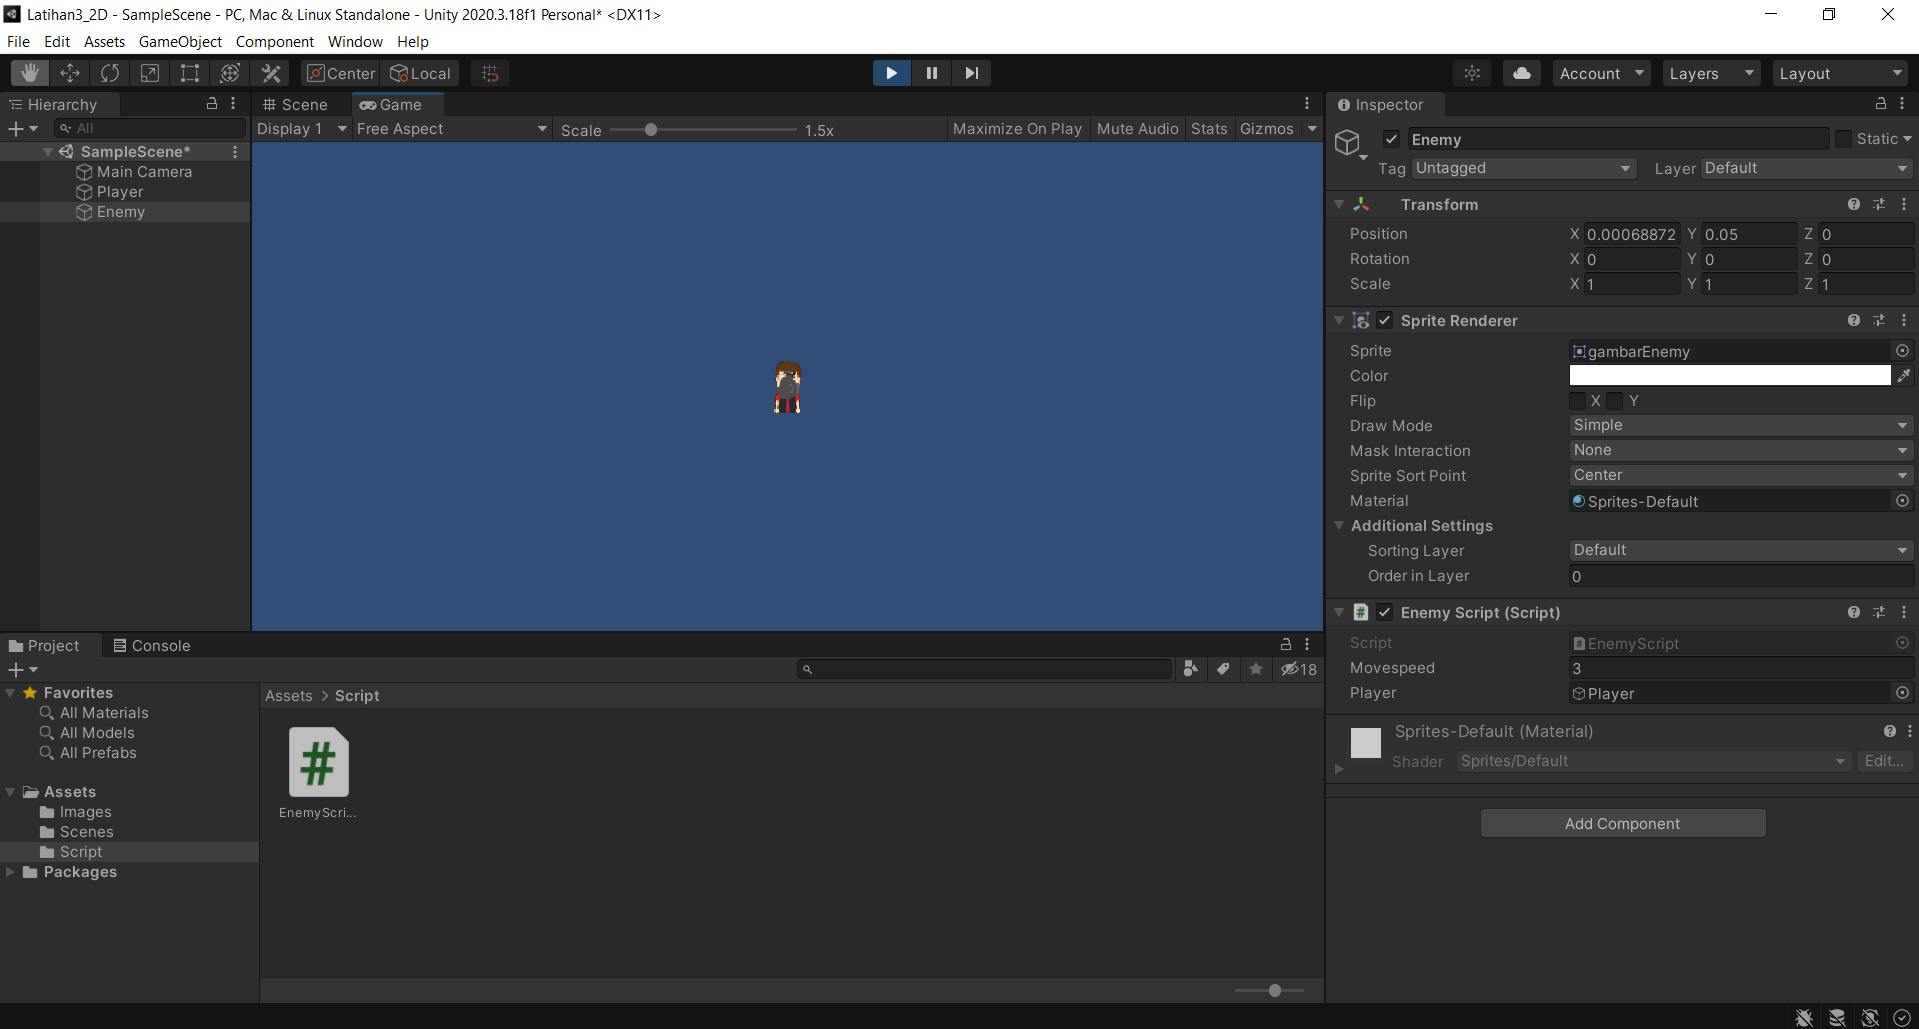 Latihan3_2D - SampleScene - PC, Mac & Linux Standalone - Unity 2020.3.18f1 Personal* <DX11>
File Edit Assets GameObject Component Window Help
Center Local Account Layers Layout
Hierarchy
All
SampleScene*
Main Camera
Player
Enemy
Scene Game
Display 1 Free Aspect Scale 1.5x Maximize On Play Mute Audio Stats Gizmos
Inspector
Enemy Static
Tag Untagged Layer Default
Transform
Position X 0.00068872 Y 0.05 Z 0
Rotation X 0 Y 0 Z 0
Scale X 1 Y 1 Z 1
Sprite Renderer
Sprite gambarEnemy
Color
Flip X Y
Draw Mode Simple
Mask Interaction None
Sprite Sort Point Center
Material Sprites-Default
Additional Settings
Sorting Layer Default
Order in Layer 0
# Enemy Script (Script)
Script EnemyScript
Movespeed 3
Player Player
Sprites-Default (Material)
Shader Sprites/Default Edit...
Add Component
Project Console
18
Favorites
All Materials
All Models
All Prefabs
Assets
Images
Scenes
Script
Packages
Assets > Script
#
EnemyScri...